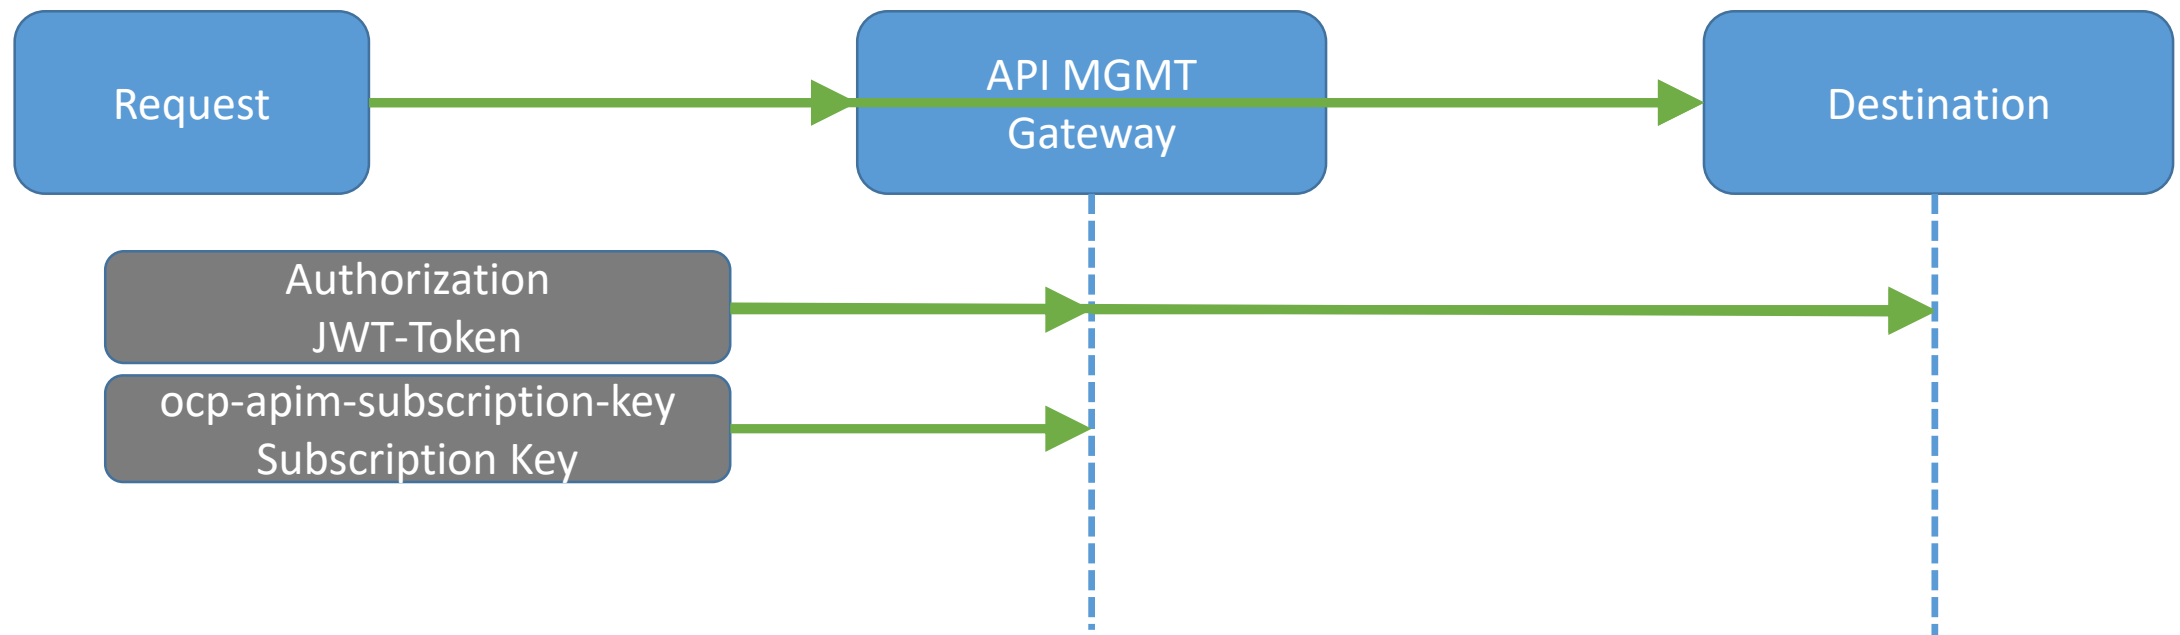 Request
API MGMT
Gateway
Destination
Authorization
JWT-Token
ocp-apim-subscription-key
Subscription Key